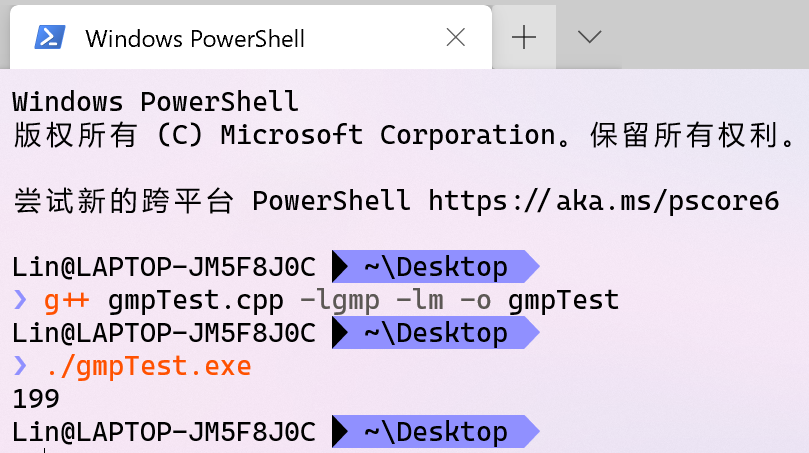 Windows PowerShell
Windows PowerShell
版权所有 (C) Microsoft Corporation。保留所有权利。
尝试新的跨平台 PowerShell https://aka.ms/pscore6
Lin@LAPTOP-JM5F8J0C ~\Desktop
❯ g++ gmpTest.cpp -lgmp -lm -o gmpTest
Lin@LAPTOP-JM5F8J0C ~\Desktop
❯ ./gmpTest.exe
199
Lin@LAPTOP-JM5F8J0C ~\Desktop